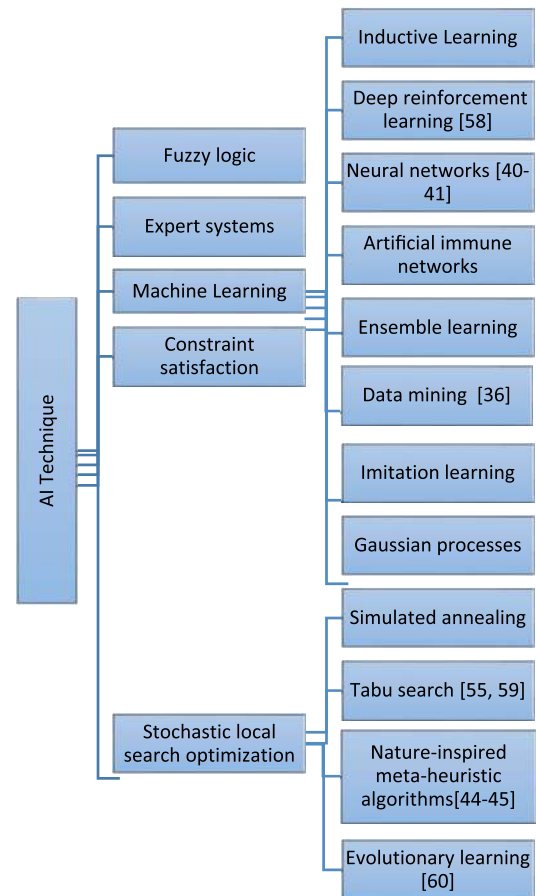 AI Technique
Fuzzy logic
Expert systems
Machine Learning
Constraint
satisfaction
Stochastic local
search optimization
Inductive Learning
Deep reinforcement
learning [58]
Neural networks [40-
41]
Artificial immune
networks
Ensemble learning
Data mining [36]
Imitation learning
Gaussian processes
Simulated annealing
Tabu search [55, 59]
Nature-inspired
meta-heuristic
algorithms[44-45]
Evolutionary learning
[60]